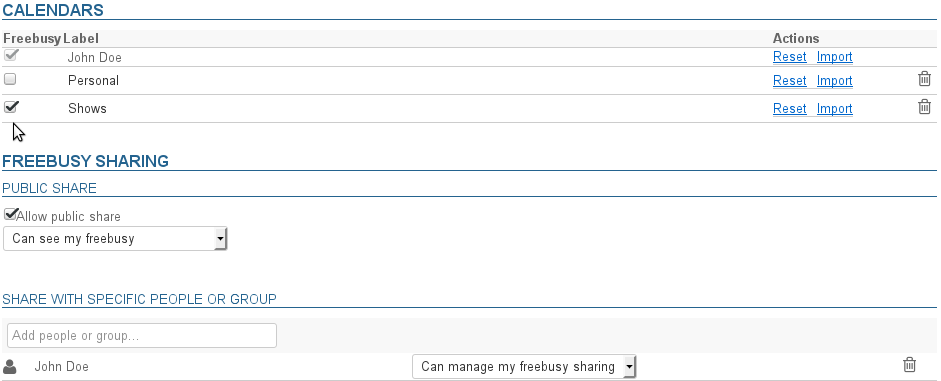 CALENDARS
Freebusy Label Actions
John Doe Reset Import
Personal Reset Import
Shows Reset Import
FREEBUSY SHARING
PUBLIC SHARE
Allow public share
Can see my freebusy
SHARE WITH SPECIFIC PEOPLE OR GROUP
Add people or group...
John Doe Can manage my freebusy sharing